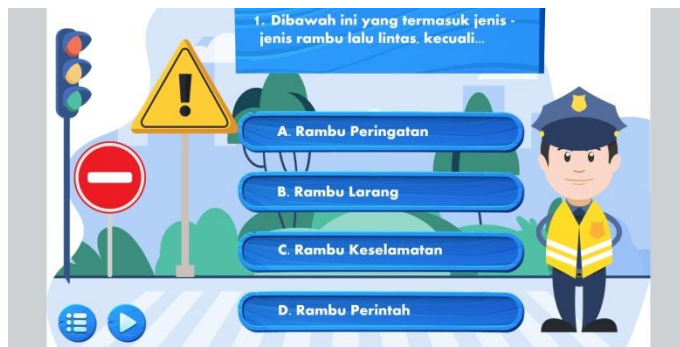 1. Dibawah ini yang termasuk jenis -
jenis rambu lalu lintas, kecuali...
A. Rambu Peringatan
B. Rambu Larang
C. Rambu Keselamatan
D. Rambu Perintah